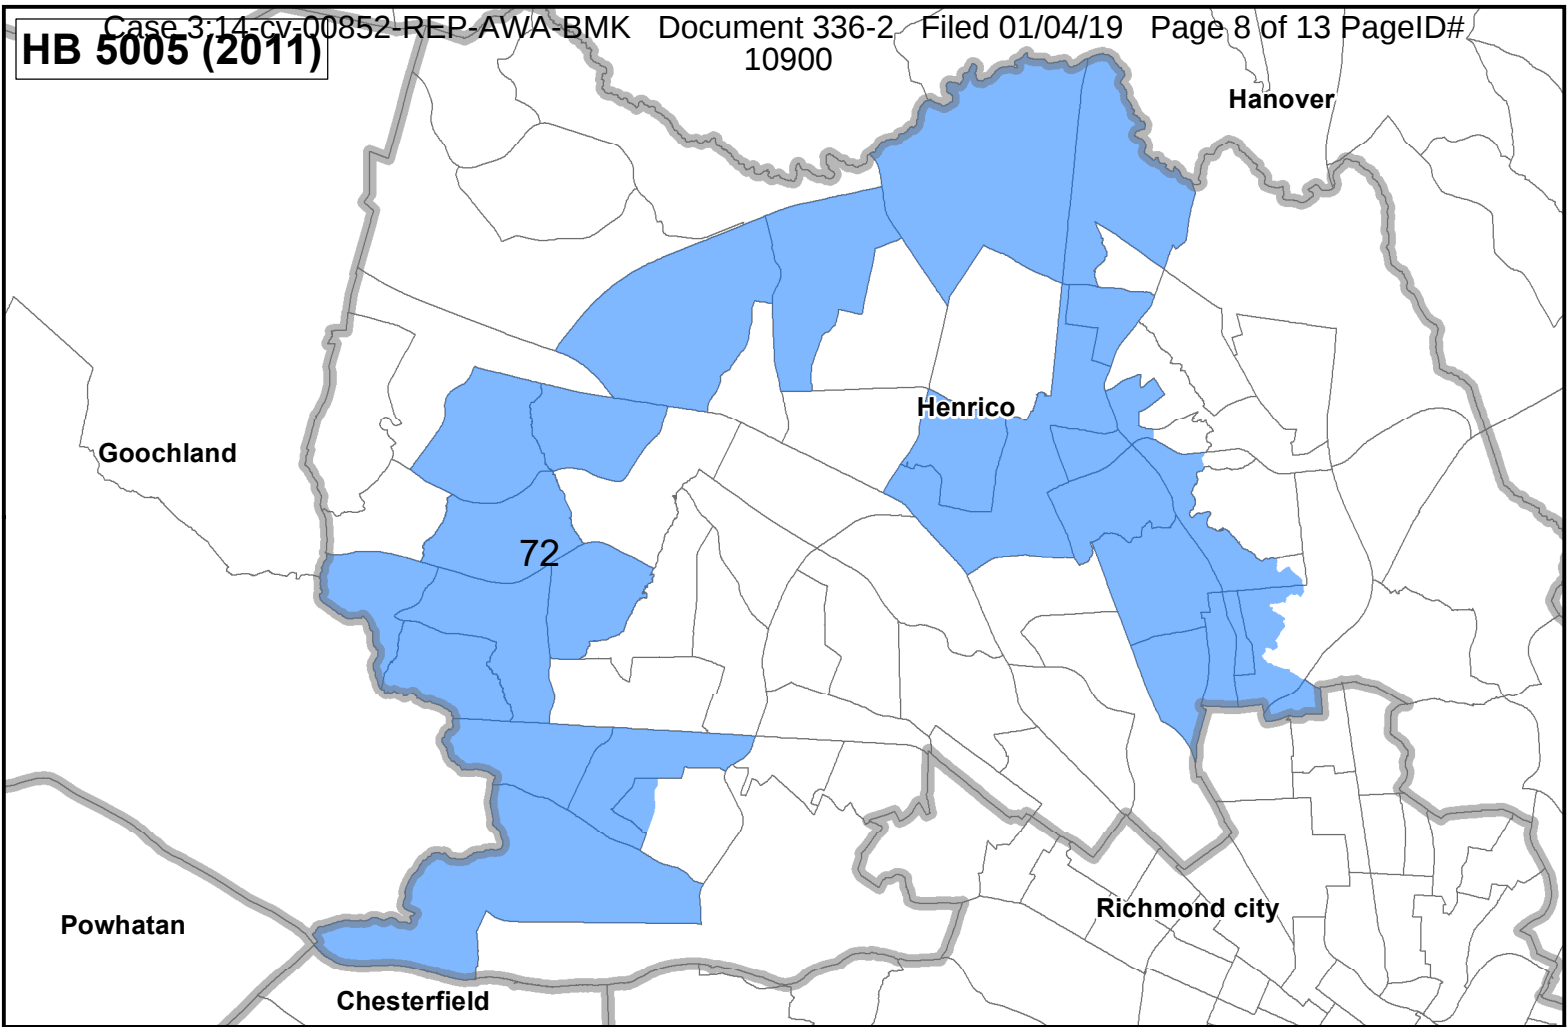 Case 3:14-cv-00852-REP-AWA-BMK Document 336-2 Filed 01/04/19 Page 8 of 13 PageID#
10900
HB 5005 (2011)
Hanover
Henrico
Goochland
72
Richmond city
Powhatan
Chesterfield